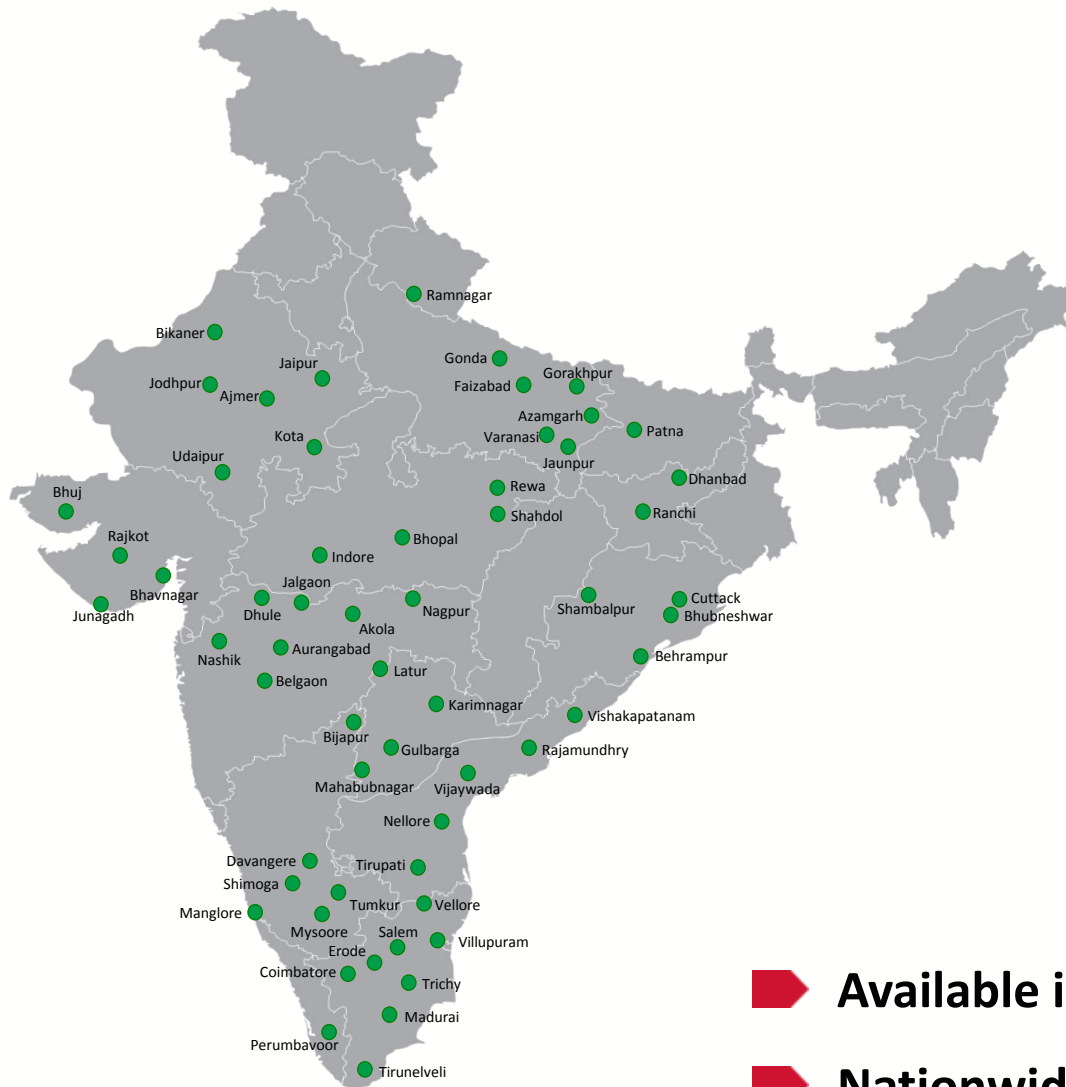 Ramnagar
Bikaner
Gonda
Jaipur
Gorakhpur
Jodhpur
Faizabad
Ajmer
Azamgarh
Kota
Varanasi
Patna
Udaipur
Jaunpur
Dhanbad
Bhuj
Rewa
Shahdol
Ranchi
Rajkot
Bhopal
Indore
Bhavnagar
Jalgaon
Junagadh
Dhule
Nagpur
Shambalpur
Cuttack
Akola
Bhubneshwar
Nashik
Aurangabad
Behrampur
Latur
Belgaon
Karimnagar
Vishakapatanam
Bijapur
Gulbarga
Rajamundhry
Mahabubnagar
Vijaywada
Nellore
Davangere
Tirupati
Shimoga
Tumkur
Vellore
Manglore
Mysoore
Salem
Villupuram
Erode
Coimbatore
Trichy
Available i
Madurai
Perumbavoor
Tirunelveli
Nationwid